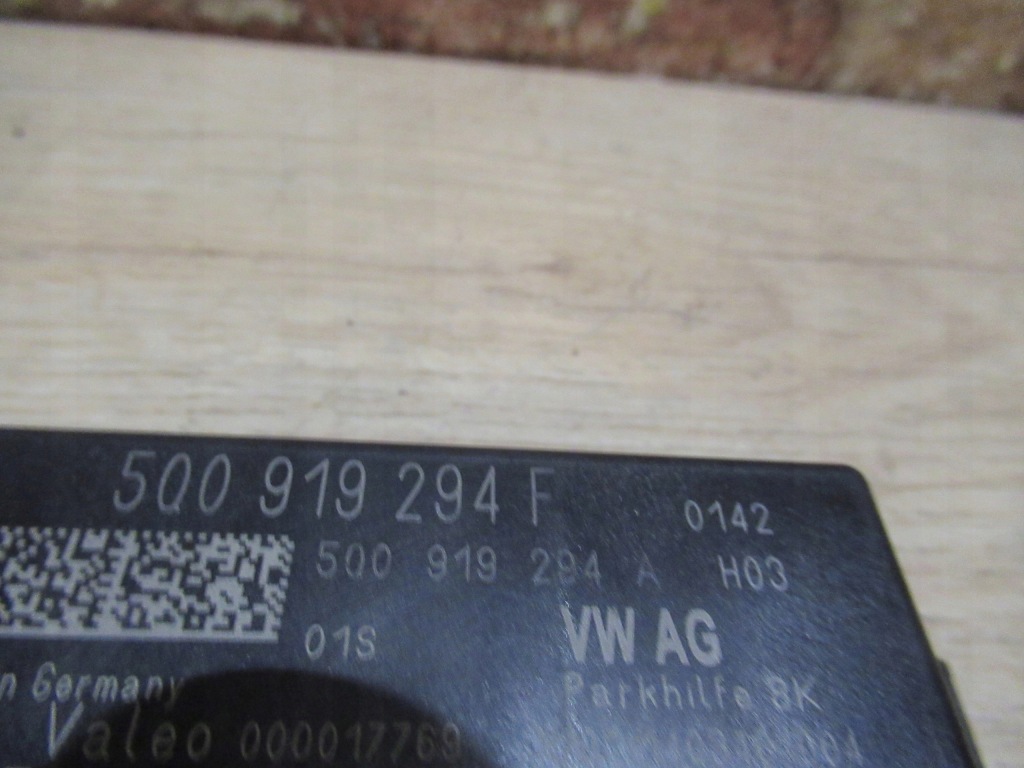 5Q0 919 294 F 0142
5Q0 919 294 A H03
01S VW AG
n Germany Parkhilfe 8K
Valeo 000017769